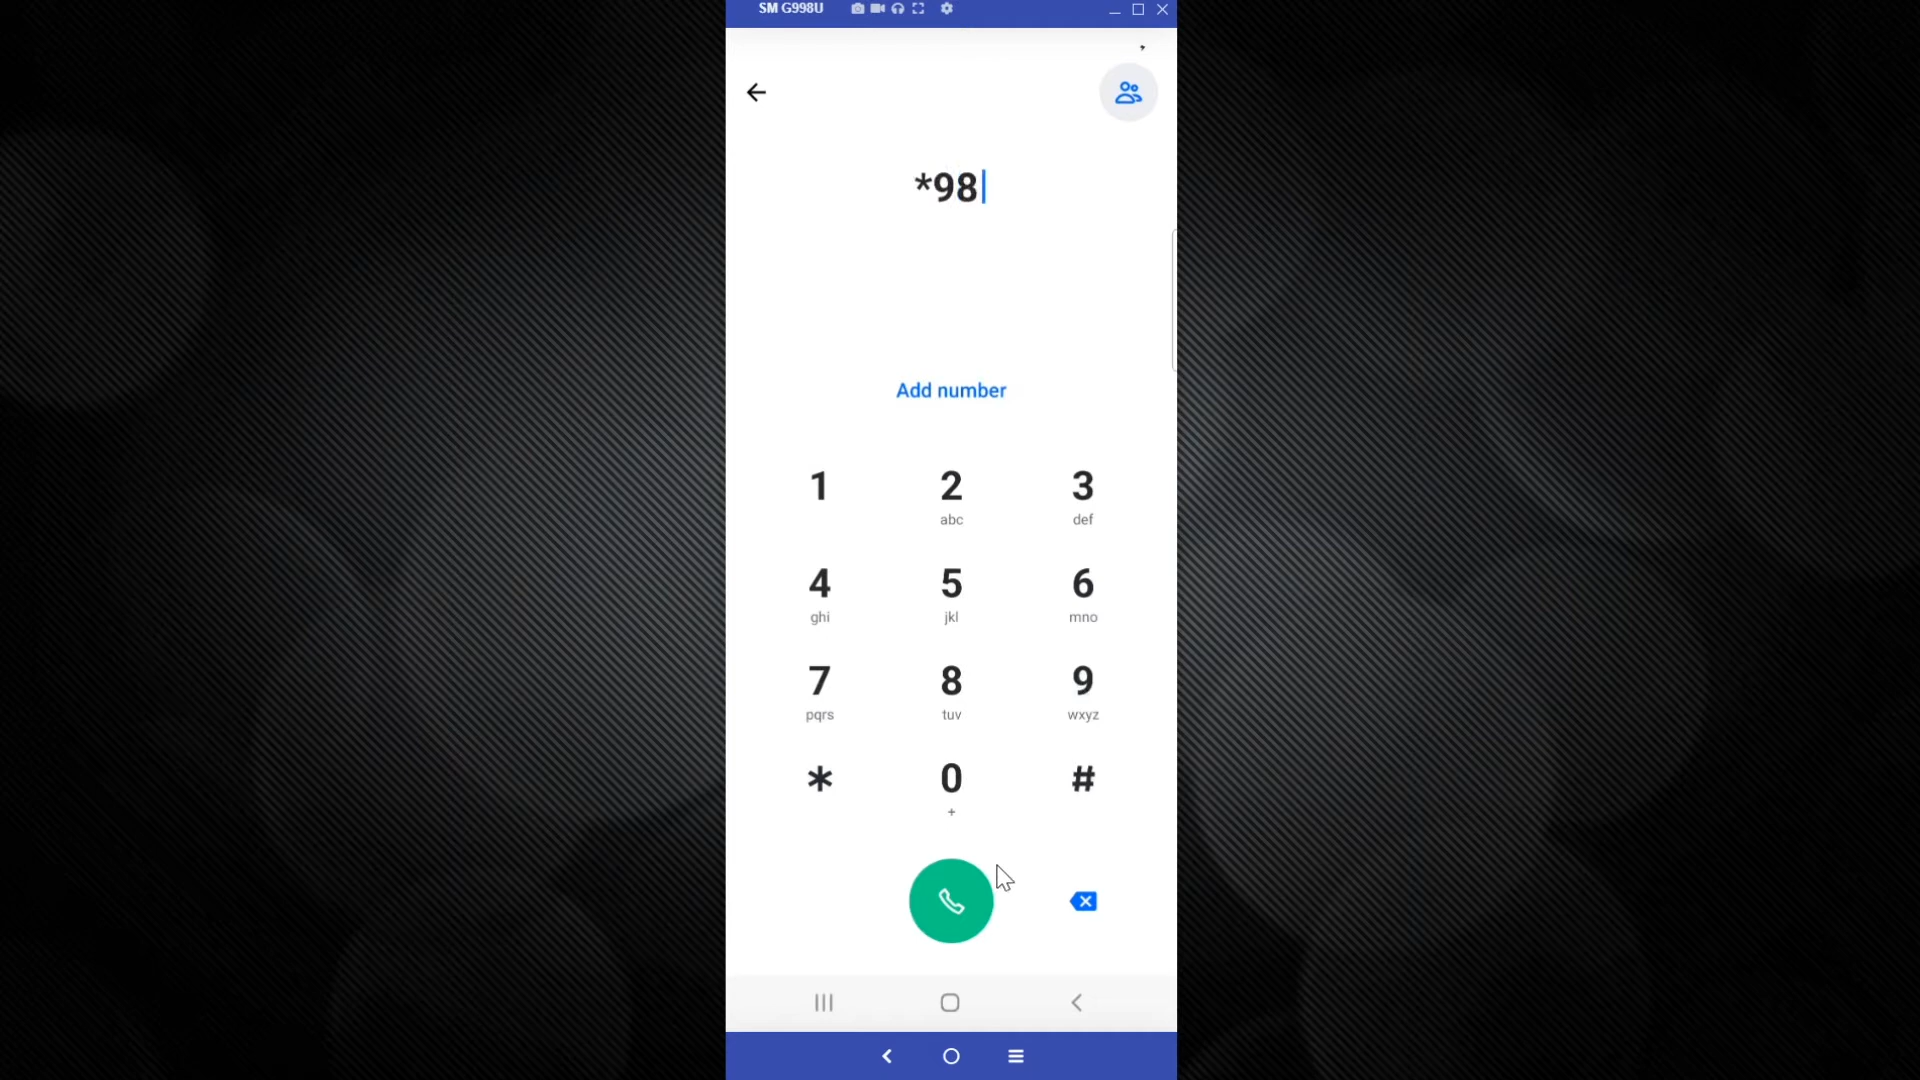 SM G998U
*98
Add number
1 2 3
abc def
4 5 6
ghi jkl mno
7 8 9
pqrs tuv wxyz
* 0 #
+